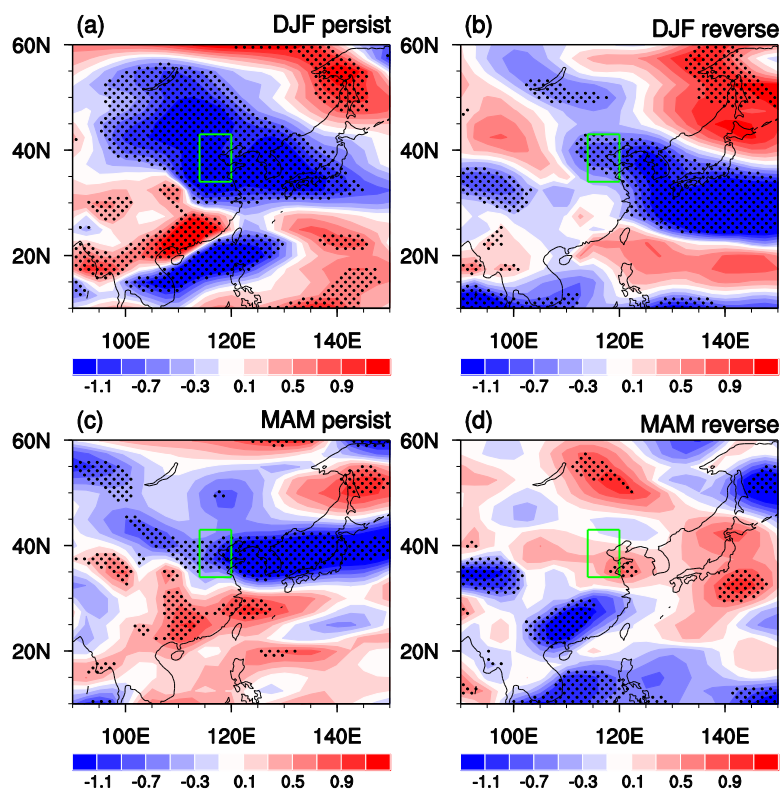 (a) DJF persist
60N
40N
20N
100E 120E 140E
-1.1 -0.7 -0.3 0.1 0.5 0.9
(b) DJF reverse
60N
40N
20N
100E 120E 140E
-1.1 -0.7 -0.3 0.1 0.5 0.9
(c) MAM persist
60N
40N
20N
100E 120E 140E
-1.1 -0.7 -0.3 0.1 0.5 0.9
(d) MAM reverse
60N
40N
20N
100E 120E 140E
-1.1 -0.7 -0.3 0.1 0.5 0.9